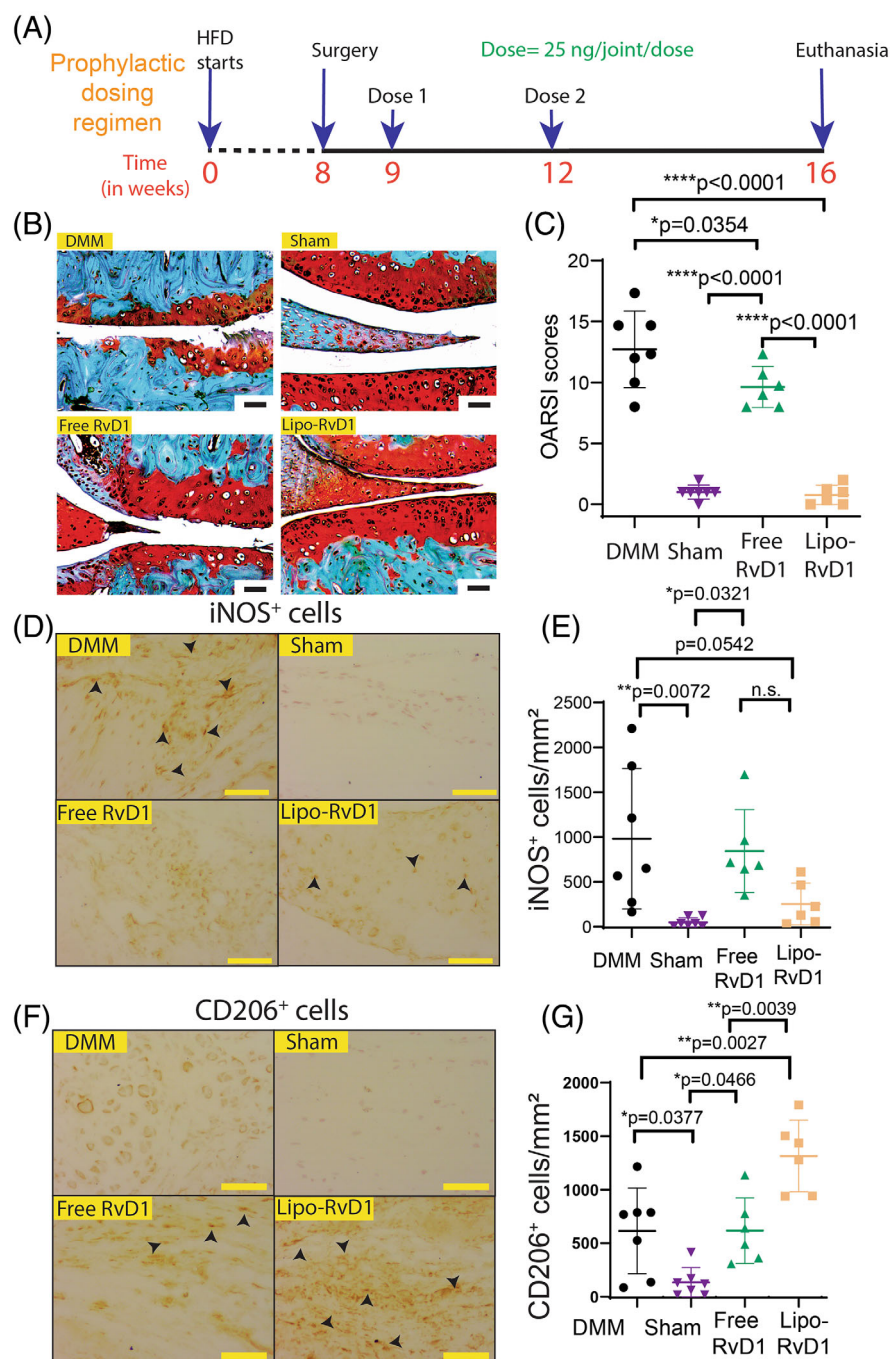 (A)
Prophylactic
dosing
regimen
HFD
starts
Surgery
Dose= 25 ng/joint/dose
Euthanasia
Dose 1
Dose 2
Time
(in weeks)
0
8
9
12
16
(B)
DMM
Sham
Free RvD1
Lipo-RvD1
(C)
****p<0.0001
*p=0.0354
****p<0.0001
****p<0.0001
OARSI scores
20
15
10
5
0
DMM
Sham
Free
RvD1
Lipo-
RvD1
(D)
iNOS⁺ cells
DMM
Sham
Free RvD1
Lipo-RvD1
(E)
*p=0.0321
p=0.0542
**p=0.0072
n.s.
iNOS⁺ cells/mm²
2500
2000
1500
1000
500
0
DMM
Sham
Free
RvD1
Lipo-
RvD1
(F)
CD206⁺ cells
DMM
Sham
Free RvD1
Lipo-RvD1
(G)
**p=0.0039
**p=0.0027
*p=0.0466
*p=0.0377
CD206⁺ cells/mm²
2000
1500
1000
500
0
DMM
Sham
Free
RvD1
Lipo-
RvD1